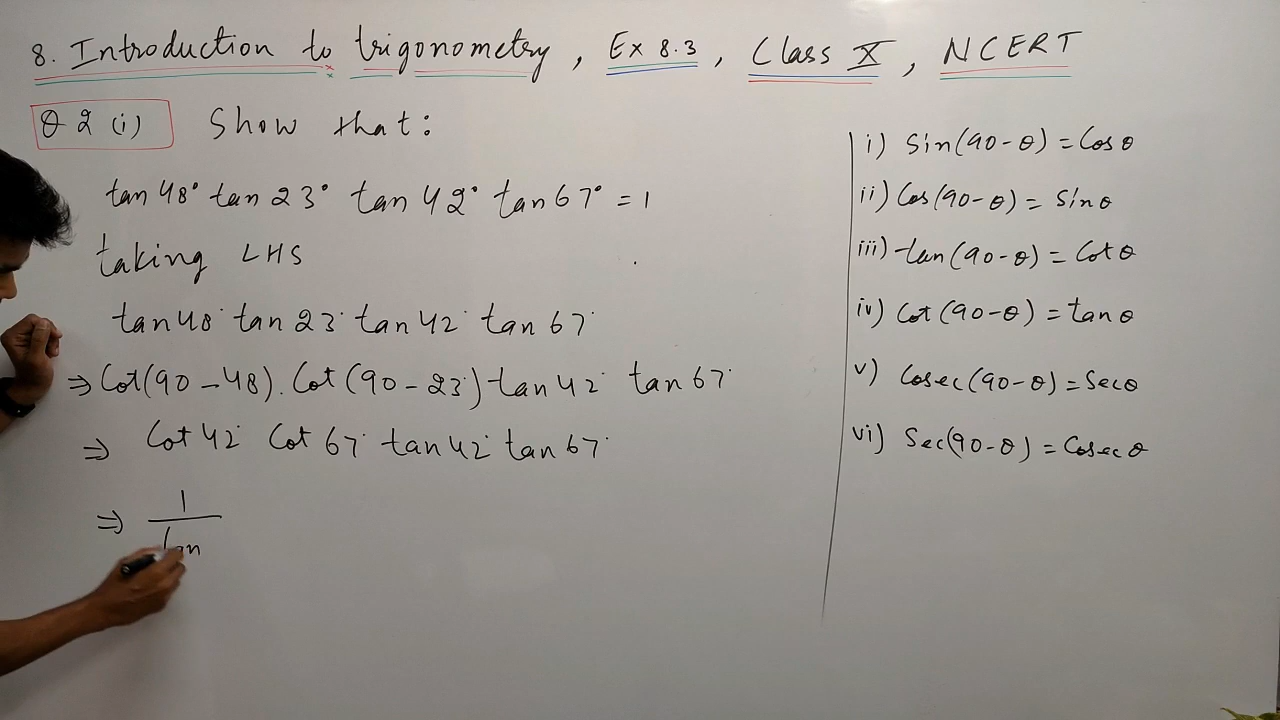 8. Introduction to trigonometry, Ex 8.3, Class X, NCERT
Q 2 (i) Show that:
tan 48° tan 23° tan 42° tan 67° = 1
taking LHS
tan 48° tan 23° tan 42° tan 67°
⇒ Cot(90 - 48). Cot (90 - 23°) tan 42° tan 67°
⇒ Cot 42° Cot 67° tan 42° tan 67°
⇒ 1
tan
i) Sin(90 - θ) = Cos θ
ii) Cos(90 - θ) = Sin θ
iii) tan(90 - θ) = Cot θ
iv) Cot (90 - θ) = tan θ
v) Cosec(90 - θ) = Sec θ
vi) Sec(90 - θ) = Cosec θ